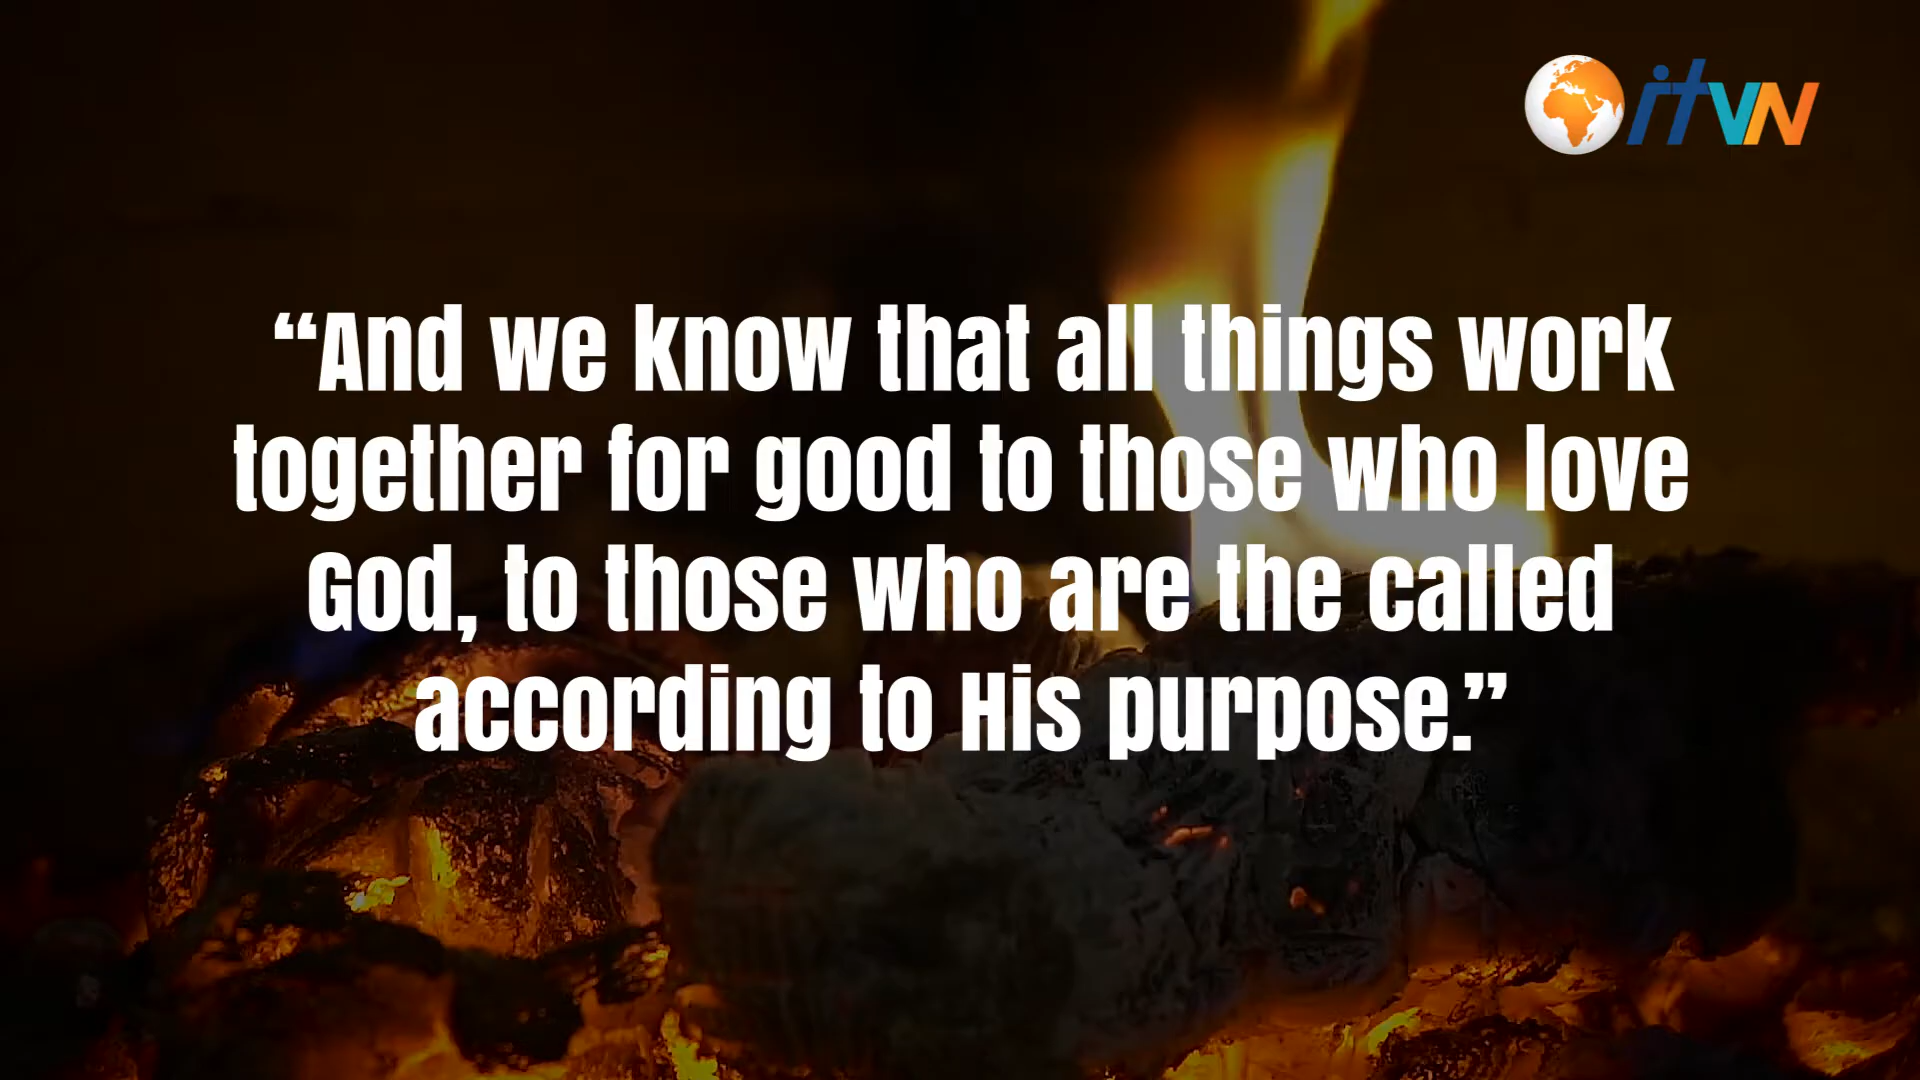 itVN
“And we know that all things work
together for good to those who love
God, to those who are the called
according to His purpose.”